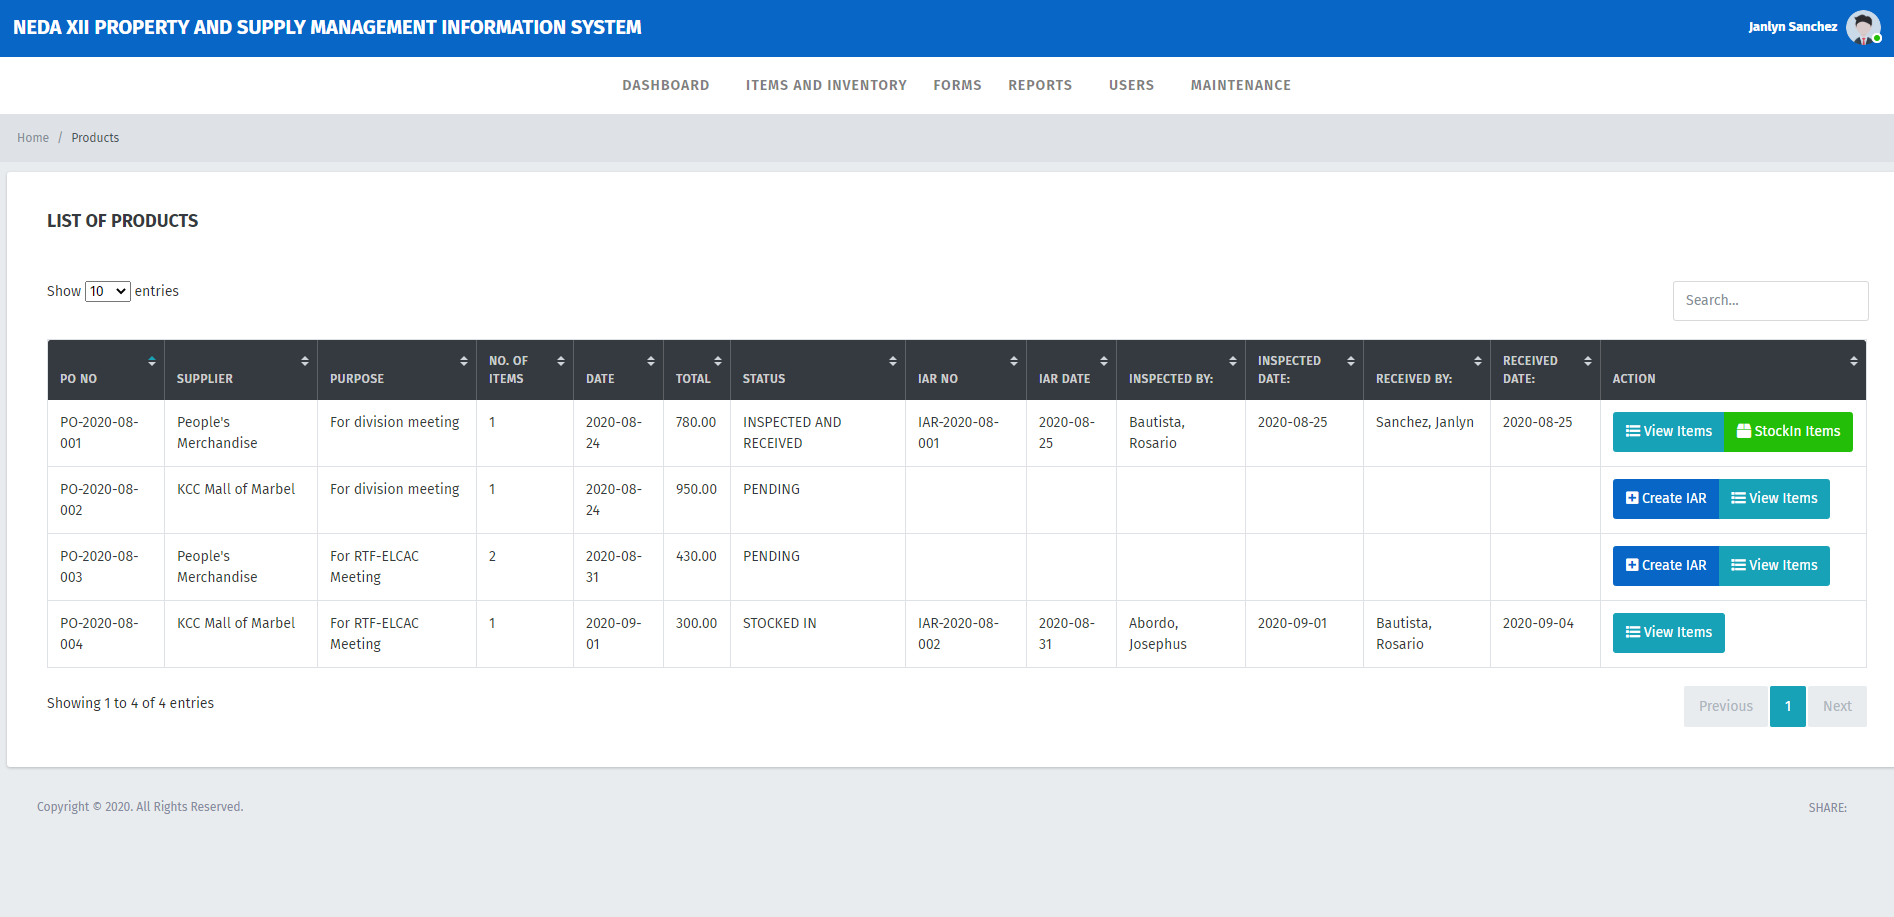 NEDA XII PROPERTY AND SUPPLY MANAGEMENT INFORMATION SYSTEM
Janlyn Sanchez
DASHBOARD ITEMS AND INVENTORY FORMS REPORTS USERS MAINTENANCE
Home / Products
LIST OF PRODUCTS
Show 10 entries
Search...
PO NO SUPPLIER PURPOSE NO. OF ITEMS DATE TOTAL STATUS IAR NO IAR DATE INSPECTED BY: INSPECTED DATE: RECEIVED BY: RECEIVED DATE: ACTION
PO-2020-08-001 People's Merchandise For division meeting 1 2020-08-24 780.00 INSPECTED AND RECEIVED IAR-2020-08-001 2020-08-25 Bautista, Rosario 2020-08-25 Sanchez, Janlyn 2020-08-25 View Items StockIn Items
PO-2020-08-002 KCC Mall of Marbel For division meeting 1 2020-08-24 950.00 PENDING Create IAR View Items
PO-2020-08-003 People's Merchandise For RTF-ELCAC Meeting 2 2020-08-31 430.00 PENDING Create IAR View Items
PO-2020-08-004 KCC Mall of Marbel For RTF-ELCAC Meeting 1 2020-09-01 300.00 STOCKED IN IAR-2020-08-002 2020-08-31 Abordo, Josephus 2020-09-01 Bautista, Rosario 2020-09-04 View Items
Showing 1 to 4 of 4 entries
Previous 1 Next
Copyright © 2020. All Rights Reserved.
SHARE: